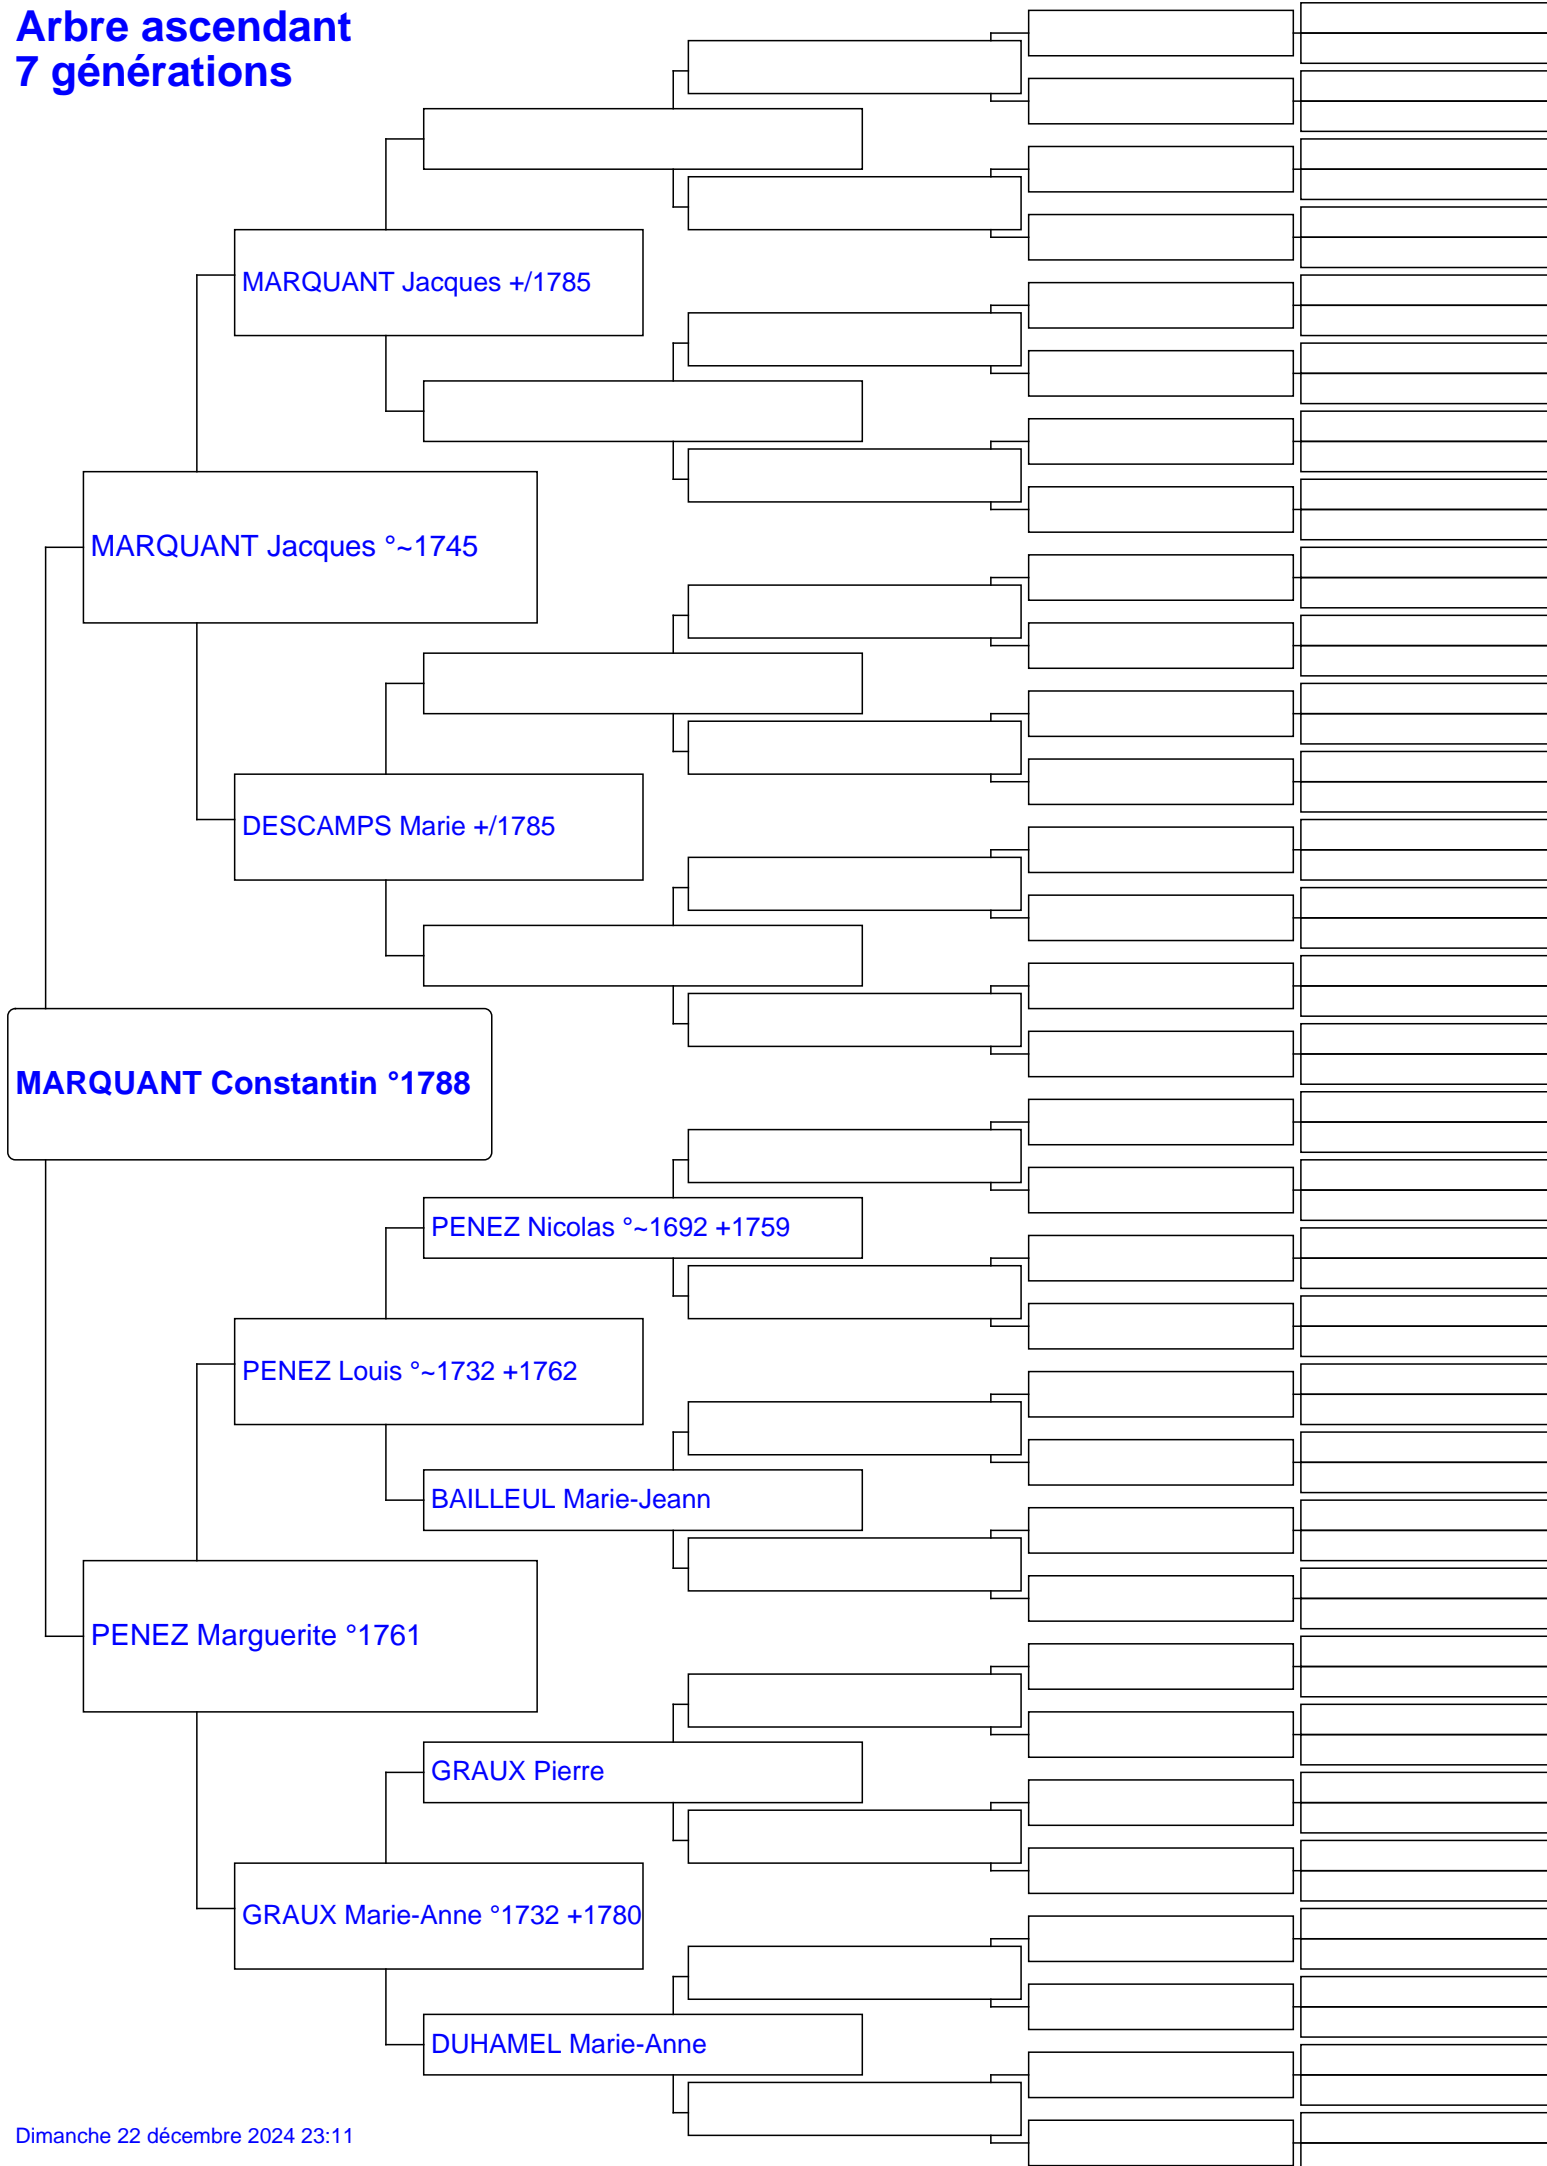 Arbre ascendant
7 générations
MARQUANT Jacques +/1785
MARQUANT Jacques °~1745
DESCAMPS Marie +/1785
MARQUANT Constantin °1788
PENEZ Nicolas °~1692 +1759
PENEZ Louis °~1732 +1762
BAILLEUL Marie-Jeann
PENEZ Marguerite °1761
GRAUX Pierre
GRAUX Marie-Anne °1732 +1780
DUHAMEL Marie-Anne
Dimanche 22 décembre 2024 23:11